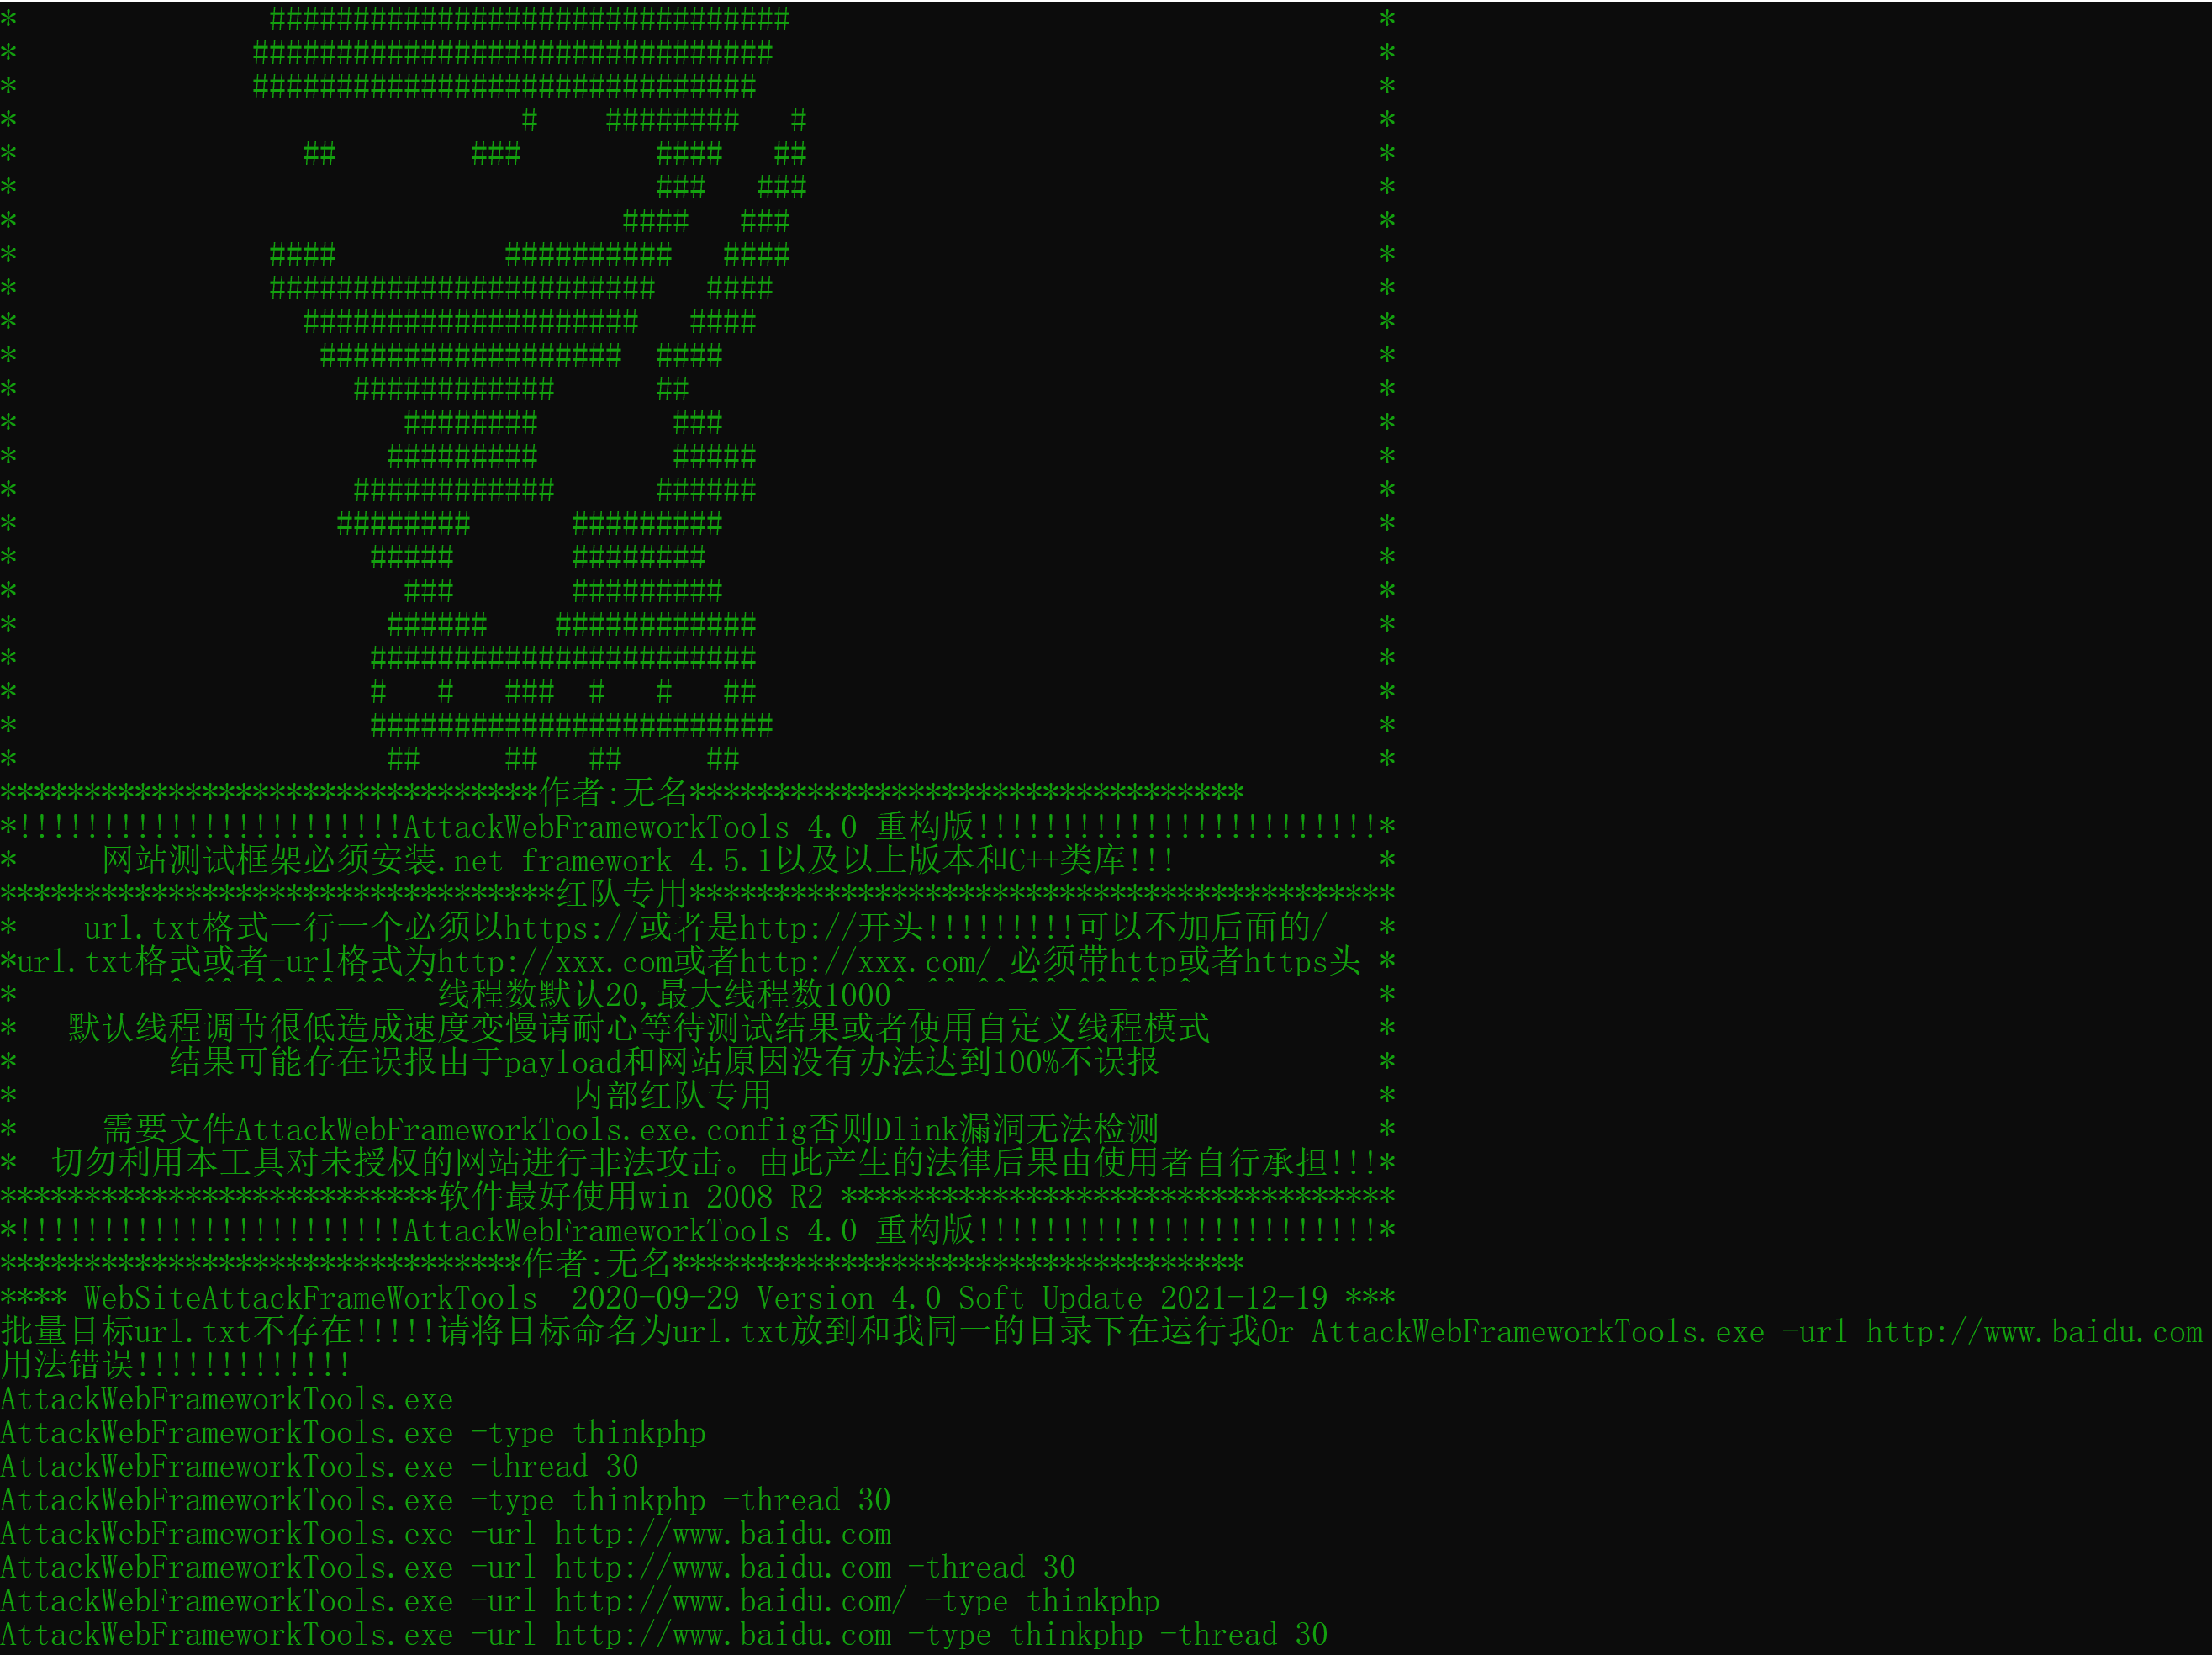 * ############################### *
* ############################### *
* ############################## *
* # ######## # *
* ## ### #### ## *
* ### ### *
* #### ### *
* #### ########## #### *
* ####################### #### *
* #################### #### *
* ################## #### *
* ############ ## *
* ######## ### *
* ######### ##### *
* ############ ###### *
* ######## ######### *
* ##### ######## *
* ### ######### *
* ###### ############ *
* ####################### *
* # # ### # # ## *
* ######################## *
* ## ## ## ## *
********************************作者:无名*********************************
*!!!!!!!!!!!!!!!!!!!!!!!AttackWebFrameworkTools 4.0 重构版!!!!!!!!!!!!!!!!!!!!!!!!*
* 网站测试框架必须安装.net framework 4.5.1以及以上版本和C++类库!!! *
*********************************红队专用******************************************
* url.txt格式一行一个必须以https://或者是http://开头!!!!!!!!!可以不加后面的/ *
*url.txt格式或者-url格式为http://xxx.com或者http://xxx.com/ 必须带http或者https头 *
* ^_^^_^^_^^_^^_^^线程数默认20,最大线程数1000^_^^_^^_^^_^^_^^_^ *
* 默认线程调节很低造成速度变慢请耐心等待测试结果或者使用自定义线程模式 *
* 结果可能存在误报由于payload和网站原因没有办法达到100%不误报 *
* 内部红队专用 *
* 需要文件AttackWebFrameworkTools.exe.config否则Dlink漏洞无法检测 *
* 切勿利用本工具对未授权的网站进行非法攻击。由此产生的法律后果由使用者自行承担!!!*
**************************软件最好使用win 2008 R2 *********************************
*!!!!!!!!!!!!!!!!!!!!!!!AttackWebFrameworkTools 4.0 重构版!!!!!!!!!!!!!!!!!!!!!!!!*
*******************************作者:无名**********************************
**** WebSiteAttackFrameWorkTools 2020-09-29 Version 4.0 Soft Update 2021-12-19 ***
批量目标url.txt不存在!!!!!请将目标命名为url.txt放到和我同一的目录下在运行我Or AttackWebFrameworkTools.exe -url http://www.baidu.com
用法错误!!!!!!!!!!!!!
AttackWebFrameworkTools.exe
AttackWebFrameworkTools.exe -type thinkphp
AttackWebFrameworkTools.exe -thread 30
AttackWebFrameworkTools.exe -type thinkphp -thread 30
AttackWebFrameworkTools.exe -url http://www.baidu.com
AttackWebFrameworkTools.exe -url http://www.baidu.com -thread 30
AttackWebFrameworkTools.exe -url http://www.baidu.com/ -type thinkphp
AttackWebFrameworkTools.exe -url http://www.baidu.com -type thinkphp -thread 30